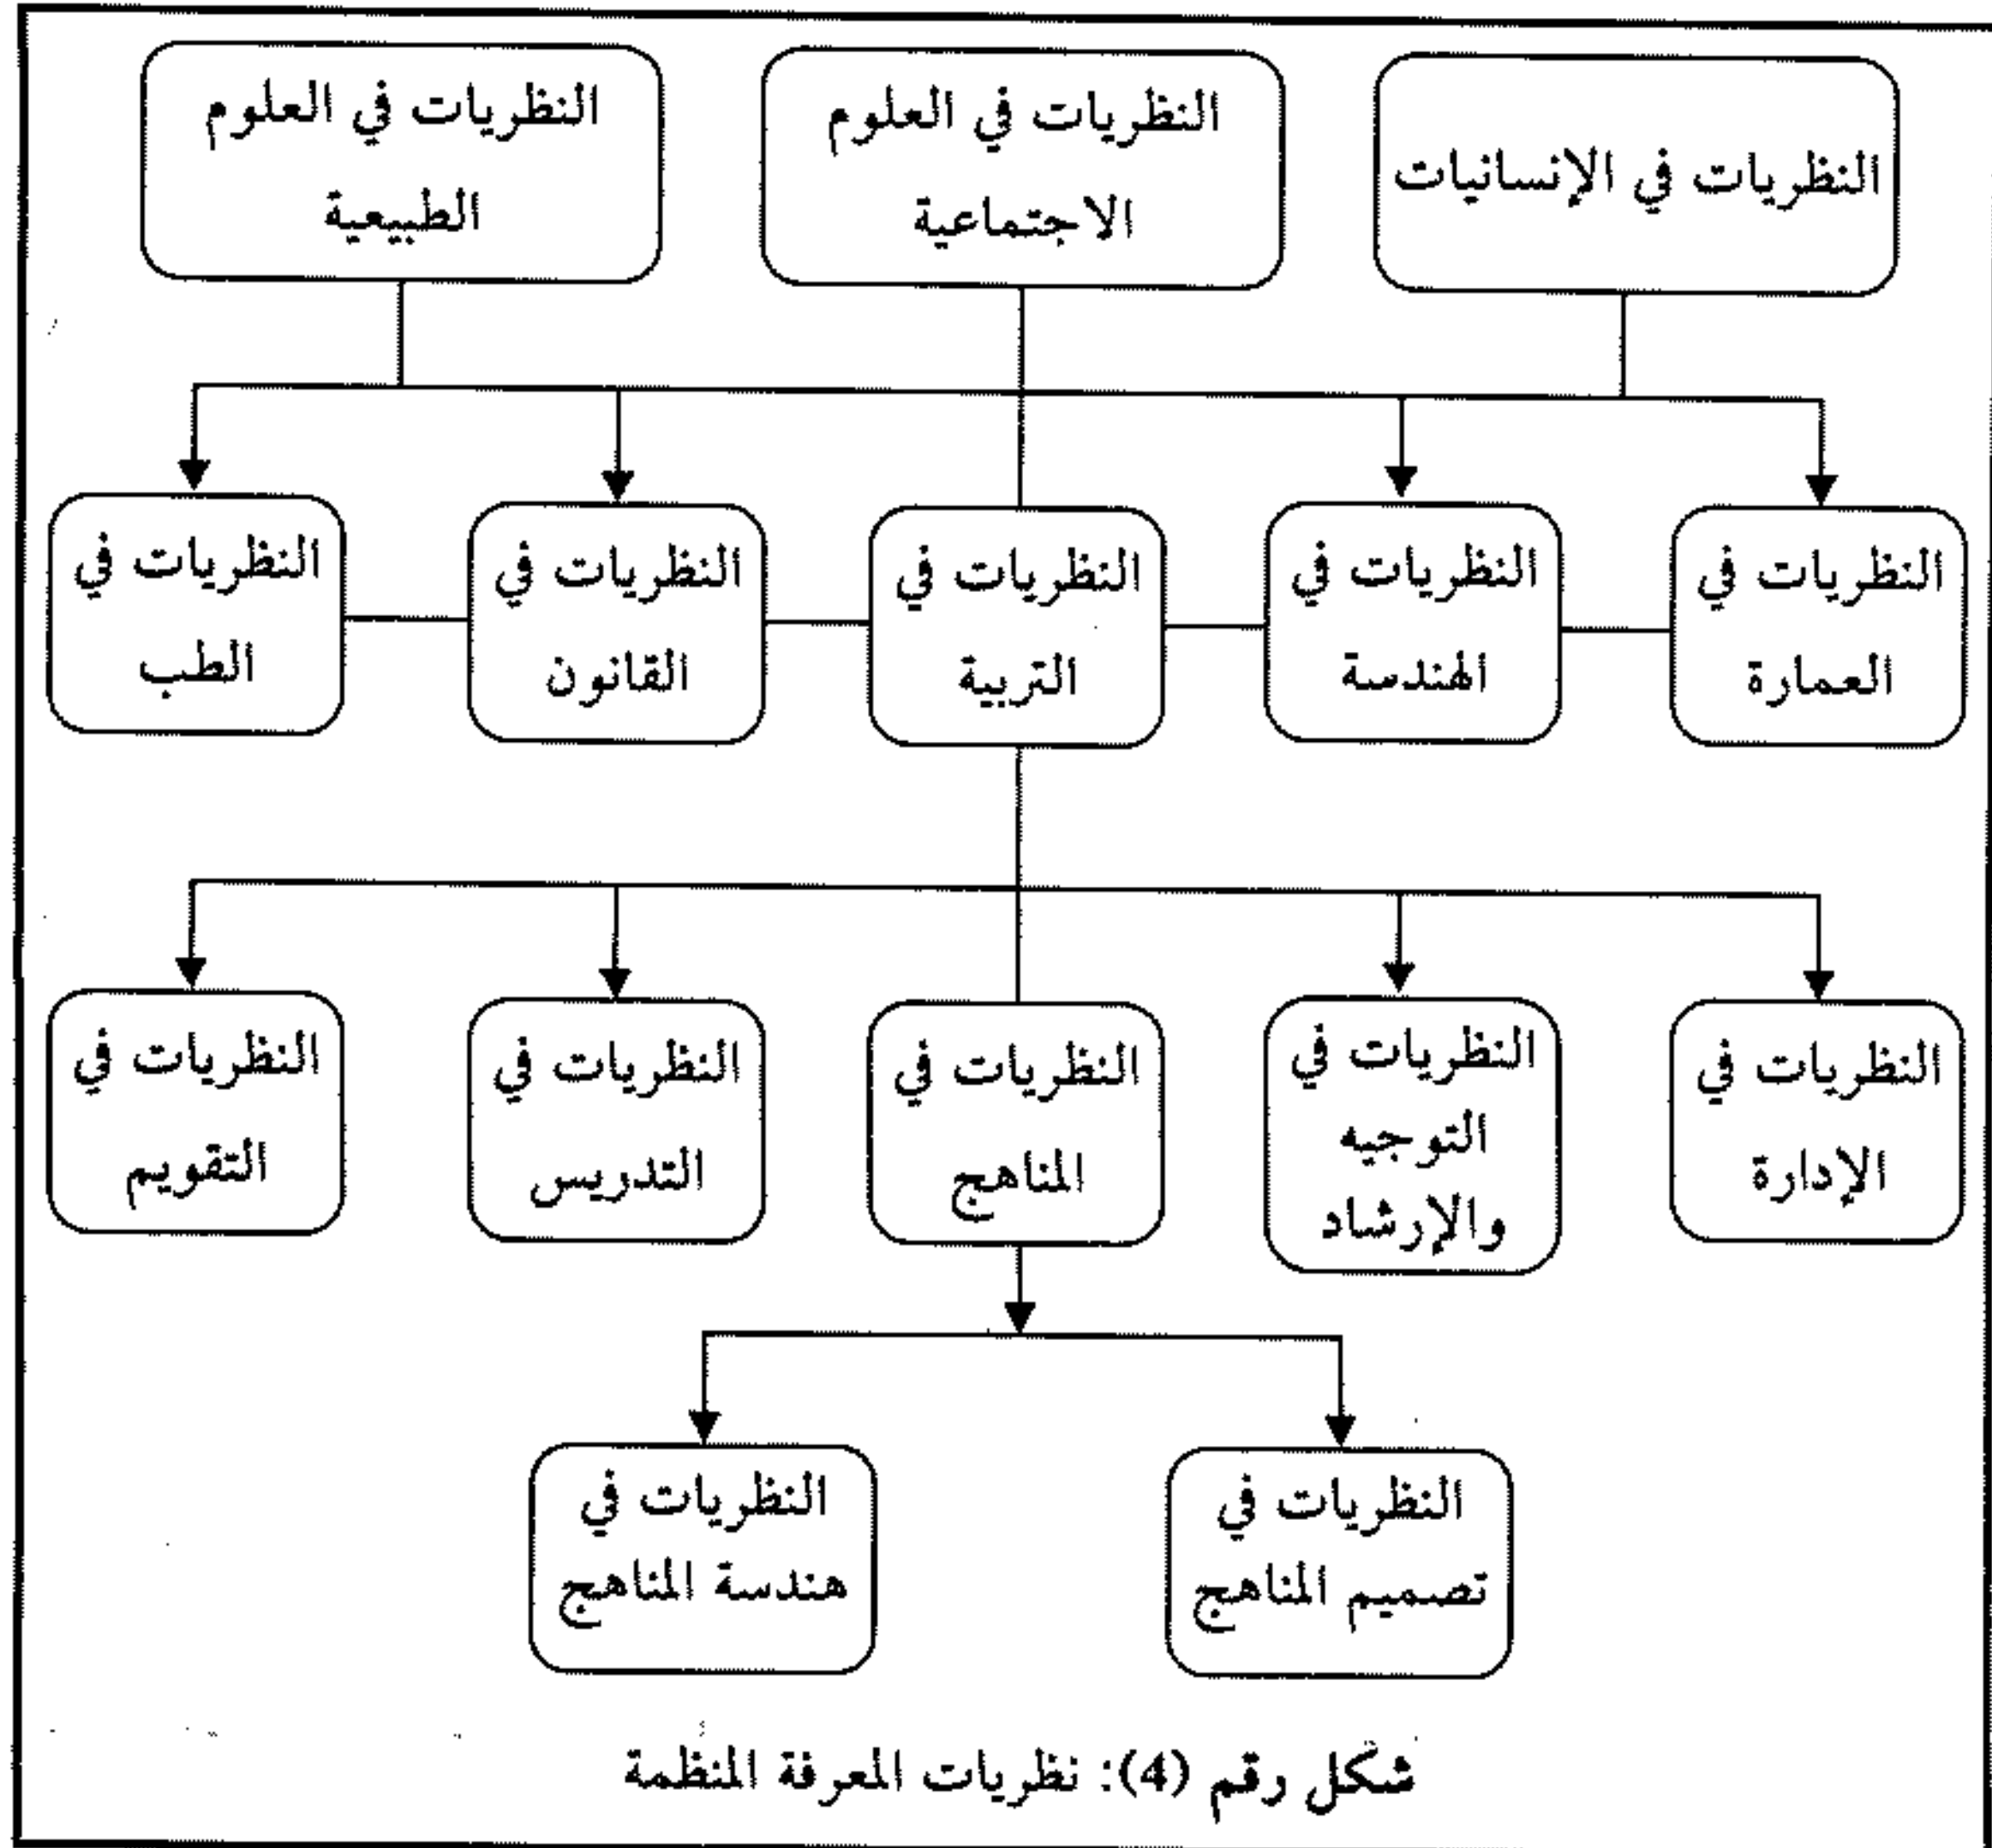 النظريات في الإنسانيات
النظريات في العلوم
الاجتماعية
النظريات في العلوم
الطبيعية
النظريات في
العمارة
النظريات في
الهندسة
النظريات في
التربية
النظريات في
القانون
النظريات في
الطب
النظريات في
الإدارة
النظريات في
التوجيه
والإرشاد
النظريات في
المناهج
النظريات في
التدريس
النظريات في
التقويم
النظريات في
تصميم المناهج
النظريات في
هندسة المناهج
شكل رقم (4): نظريات المعرفة المنظمة